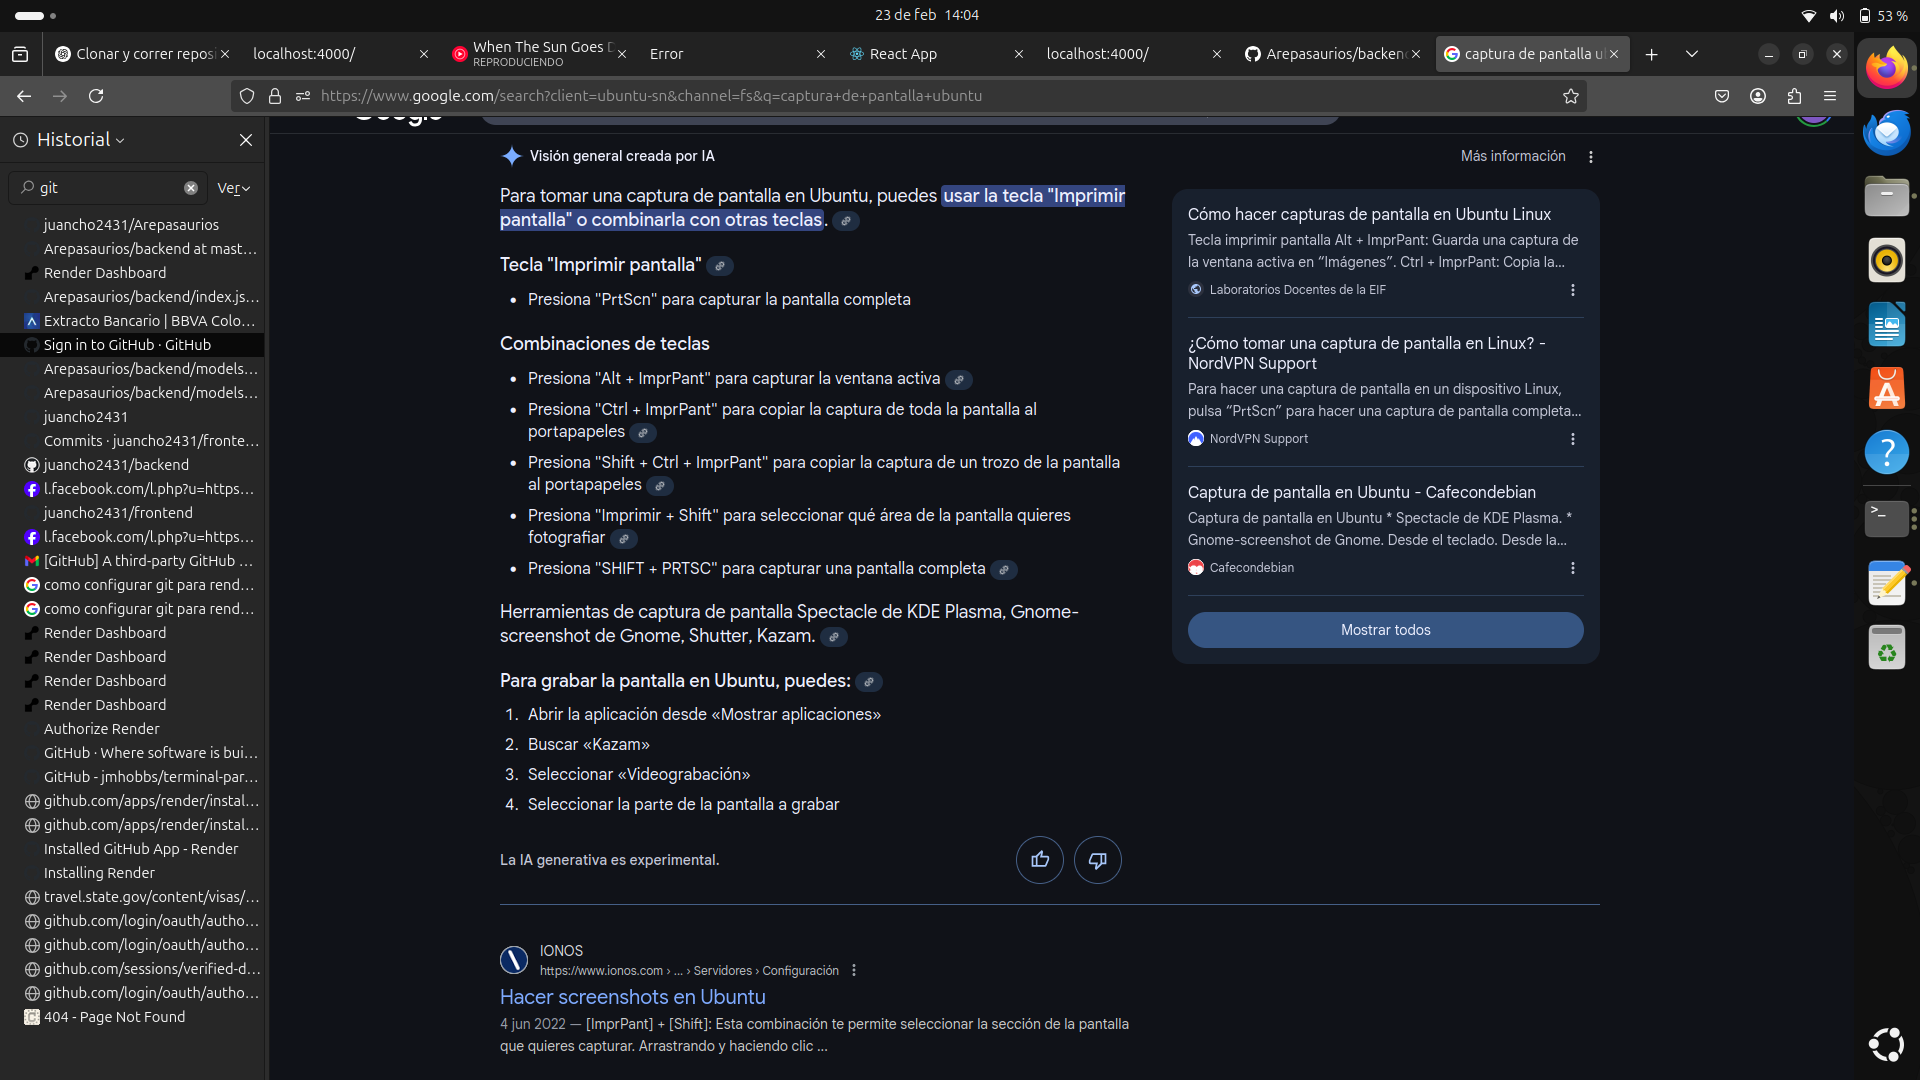 23 de feb 14:04
53 %
Clonar y correr reposi
localhost:4000/
When The Sun Goes D
REPRODUCIENDO
Error
React App
localhost:4000/
Arepasaurios/backend
captura de pantalla ub
https://www.google.com/search?client=ubuntu-sn&channel=fs&q=captura+de+pantalla+ubuntu
Historial
git
Ver
juancho2431/Arepasaurios
Arepasaurios/backend at mast...
Render Dashboard
Arepasaurios/backend/index.js...
Extracto Bancario | BBVA Colo...
Sign in to GitHub · GitHub
Arepasaurios/backend/models...
Arepasaurios/backend/models...
juancho2431
Commits · juancho2431/fronte...
juancho2431/backend
l.facebook.com/l.php?u=https...
juancho2431/frontend
l.facebook.com/l.php?u=https...
[GitHub] A third-party GitHub ...
como configurar git para rend...
como configurar git para rend...
Render Dashboard
Render Dashboard
Render Dashboard
Render Dashboard
Authorize Render
GitHub · Where software is bui...
GitHub - jmhobbs/terminal-par...
github.com/apps/render/instal...
github.com/apps/render/instal...
Installed GitHub App - Render
Installing Render
travel.state.gov/content/visas/...
github.com/login/oauth/autho...
github.com/login/oauth/autho...
github.com/sessions/verified-d...
github.com/login/oauth/autho...
404 - Page Not Found
Google
Visión general creada por IA
Más información
Para tomar una captura de pantalla en Ubuntu, puedes usar la tecla "Imprimir
pantalla" o combinarla con otras teclas.
Tecla "Imprimir pantalla"
• Presiona "PrtScn" para capturar la pantalla completa
Combinaciones de teclas
• Presiona "Alt + ImprPant" para capturar la ventana activa
• Presiona "Ctrl + ImprPant" para copiar la captura de toda la pantalla al
portapapeles
• Presiona "Shift + Ctrl + ImprPant" para copiar la captura de un trozo de la pantalla
al portapapeles
• Presiona "Imprimir + Shift" para seleccionar qué área de la pantalla quieres
fotografiar
• Presiona "SHIFT + PRTSC" para capturar una pantalla completa
Herramientas de captura de pantalla Spectacle de KDE Plasma, Gnome-
screenshot de Gnome, Shutter, Kazam.
Para grabar la pantalla en Ubuntu, puedes:
1. Abrir la aplicación desde «Mostrar aplicaciones»
2. Buscar «Kazam»
3. Seleccionar «Videograbación»
4. Seleccionar la parte de la pantalla a grabar
La IA generativa es experimental.
Cómo hacer capturas de pantalla en Ubuntu Linux
Tecla imprimir pantalla Alt + ImprPant: Guarda una captura de
la ventana activa en “Imágenes”. Ctrl + ImprPant: Copia la...
Laboratorios Docentes de la EIF
¿Cómo tomar una captura de pantalla en Linux? -
NordVPN Support
Para hacer una captura de pantalla en un dispositivo Linux,
pulsa “PrtScn” para hacer una captura de pantalla completa...
NordVPN Support
Captura de pantalla en Ubuntu - Cafecondebian
Captura de pantalla en Ubuntu * Spectacle de KDE Plasma. *
Gnome-screenshot de Gnome. Desde el teclado. Desde la...
Cafecondebian
Mostrar todos
IONOS
https://www.ionos.com › ... › Servidores › Configuración
Hacer screenshots en Ubuntu
4 jun 2022 — [ImprPant] + [Shift]: Esta combinación te permite seleccionar la sección de la pantalla
que quieres capturar. Arrastrando y haciendo clic ...